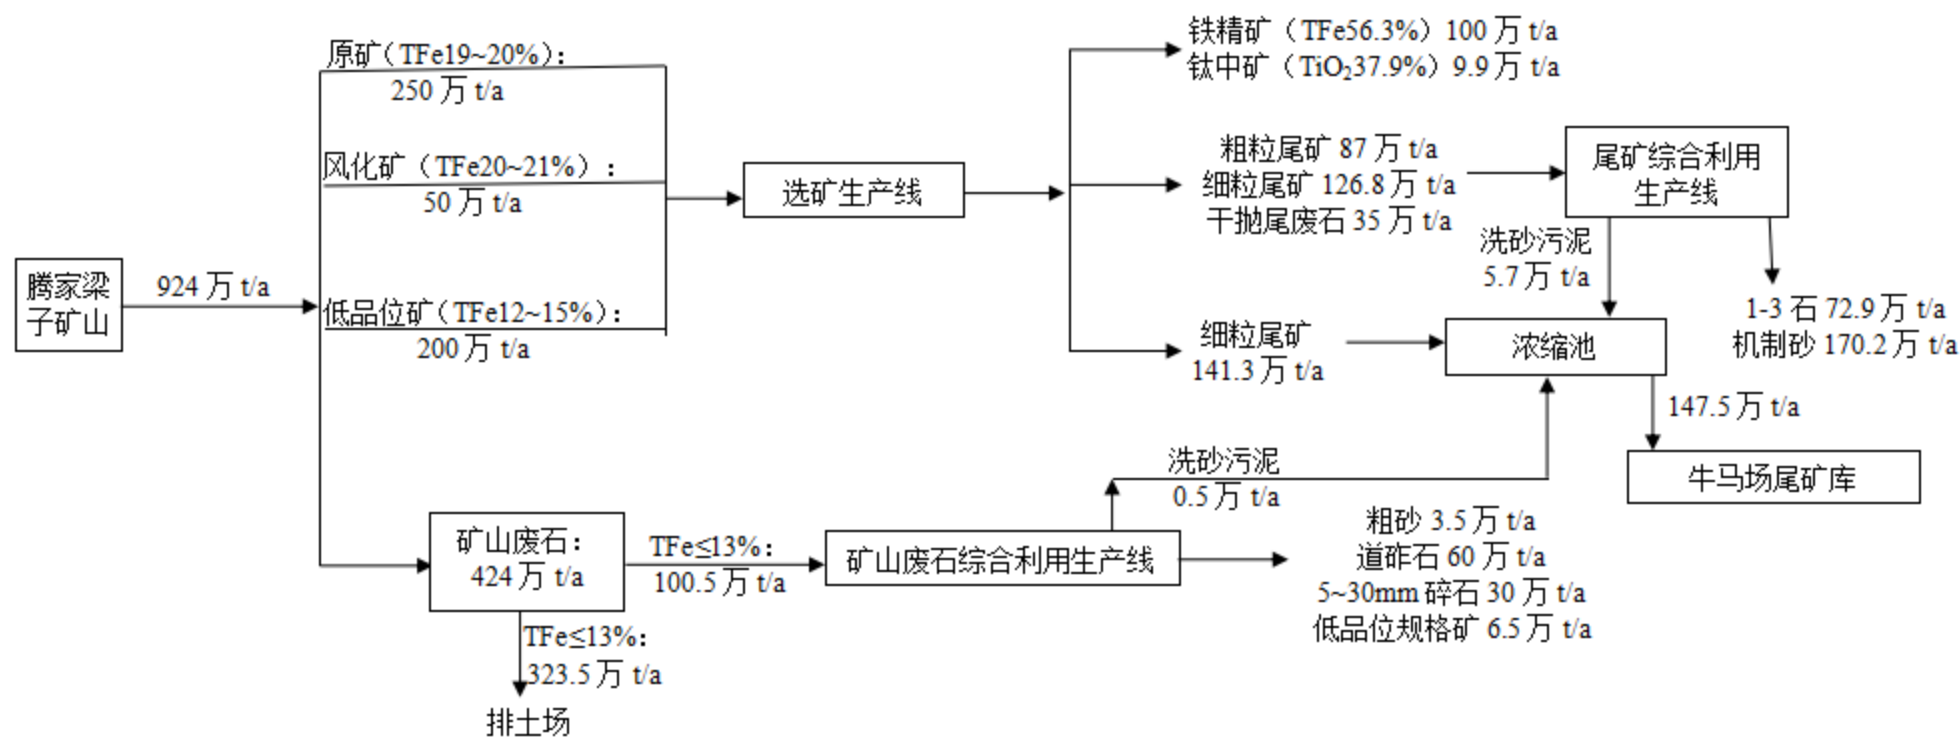 原矿（TFe19~20%）：
250 万 t/a
风化矿（TFe20~21%）：
50 万 t/a
低品位矿（TFe12~15%）：
200 万 t/a
腾家梁
子矿山
924 万 t/a
选矿生产线
铁精矿（TFe56.3%）100 万 t/a
钛中矿（TiO₂37.9%）9.9 万 t/a
粗粒尾矿 87 万 t/a
细粒尾矿 126.8 万 t/a
干抛尾废石 35 万 t/a
尾矿综合利用
生产线
洗砂污泥
5.7 万 t/a
1-3 石 72.9 万 t/a
机制砂 170.2 万 t/a
细粒尾矿
141.3 万 t/a
浓缩池
147.5 万 t/a
牛马场尾矿库
洗砂污泥
0.5 万 t/a
矿山废石：
424 万 t/a
TFe≤13%：
100.5 万 t/a
矿山废石综合利用生产线
粗砂 3.5 万 t/a
道砟石 60 万 t/a
5~30mm 碎石 30 万 t/a
低品位规格矿 6.5 万 t/a
TFe≤13%：
323.5 万 t/a
排土场